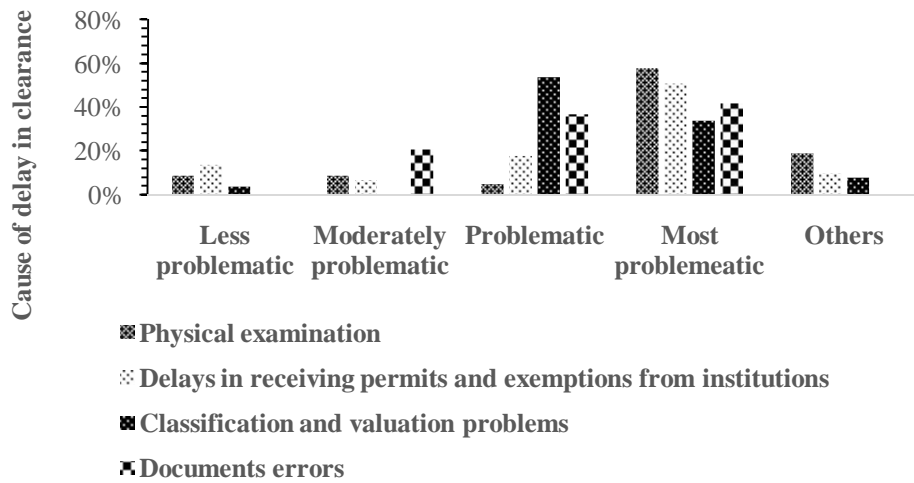 Cause of delay in clearance
80%
60%
40%
20%
0%
Less
problematic
Moderately
problematic
Problematic
Most
problemeatic
Others
Physical examination
Delays in receiving permits and exemptions from institutions
Classification and valuation problems
Documents errors